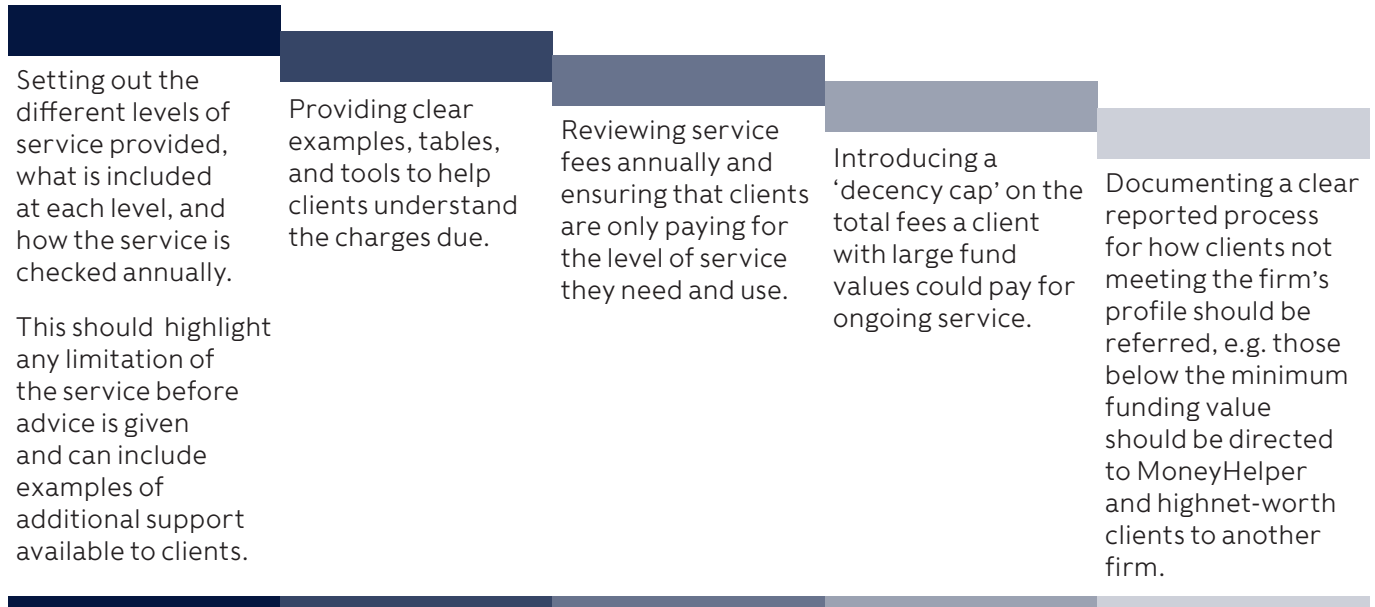 Setting out the
different levels of
service provided,
what is included
at each level, and
how the service is
checked annually.
This should highlight
any limitation of
the service before
advice is given
and can include
examples of
additional support
available to clients.
Providing clear
examples, tables,
and tools to help
clients understand
the charges due.
Reviewing service
fees annually and
ensuring that clients
are only paying for
the level of service
they need and use.
Introducing a
‘decency cap’ on the
total fees a client
with large fund
values could pay for
ongoing service.
Documenting a clear
reported process
for how clients not
meeting the firm’s
profile should be
referred, e.g. those
below the minimum
funding value
should be directed
to MoneyHelper
and highnet-worth
clients to another
firm.